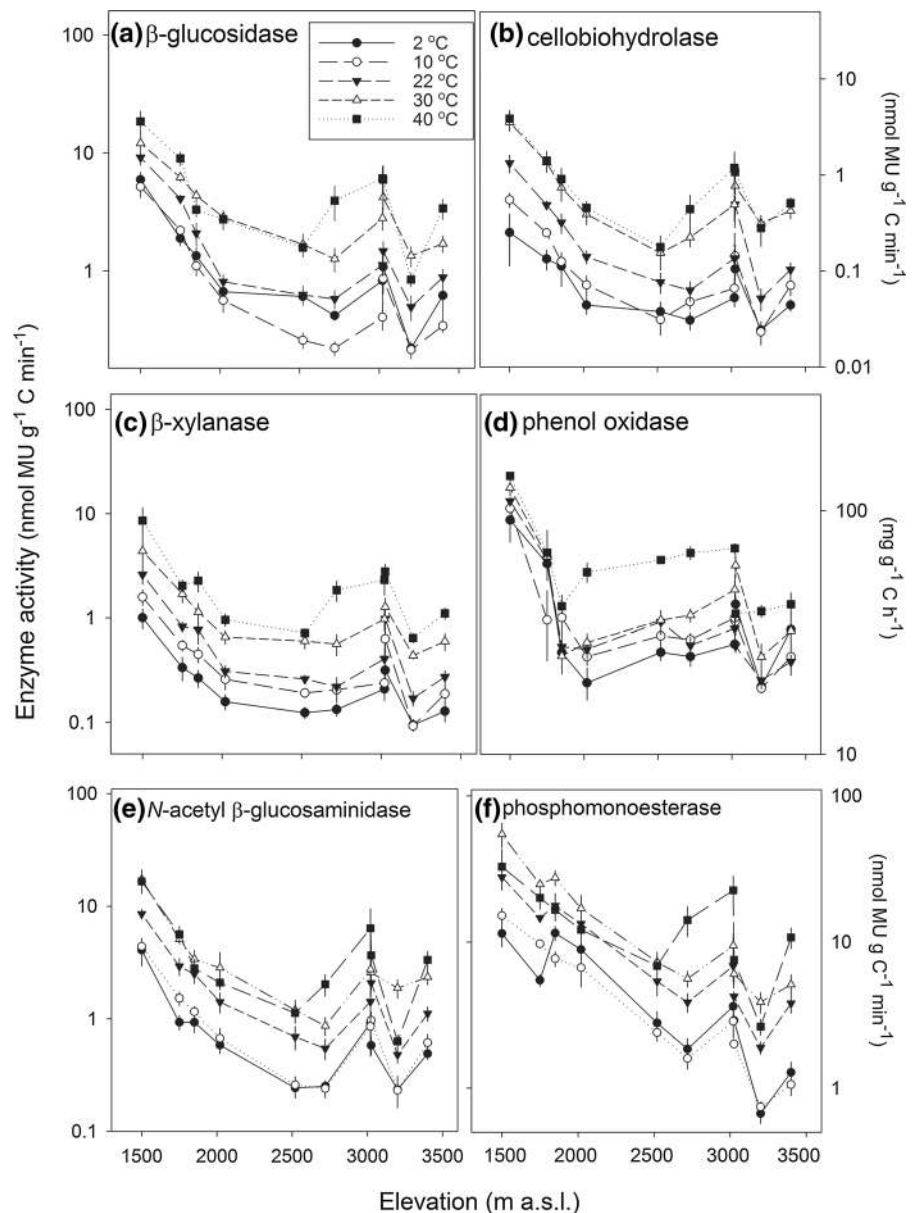 (a) β-glucosidase
100
10
1
2 °C
10 °C
22 °C
30 °C
40 °C
(b) cellobiohydrolase
10
1
0.1
0.01
(nmol MU g⁻¹ C min⁻¹)
Enzyme activity (nmol MU g⁻¹ C min⁻¹)
(c) β-xylanase
100
10
1
0.1
(d) phenol oxidase
100
10
(mg g⁻¹ C h⁻¹)
(e) N-acetyl β-glucosaminidase
100
10
1
0.1
1500 2000 2500 3000 3500
(f) phosphomonoesterase
100
10
1
(nmol MU g C⁻¹ min⁻¹)
1500 2000 2500 3000 3500
Elevation (m a.s.l.)